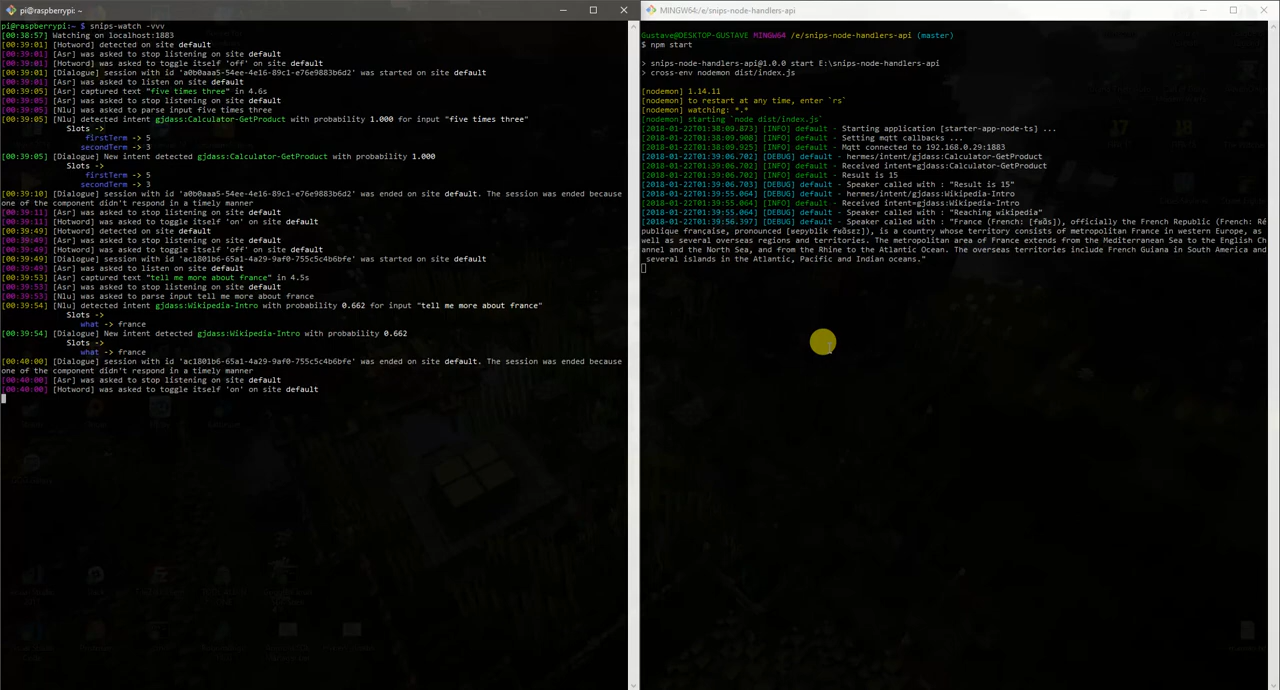 pi@raspberrypi: ~
pi@raspberrypi:~ $ snips-watch -vvv
[00:38:57] Watching on localhost:1883
[00:39:01] [Hotword] detected on site default
[00:39:01] [Asr] was asked to stop listening on site default
[00:39:01] [Hotword] was asked to toggle itself 'off' on site default
[00:39:01] [Dialogue] session with id 'a0b0aaa5-54ee-4e16-89c1-e76e9883b6d2' was started on site default
[00:39:01] [Asr] was asked to listen on site default
[00:39:05] [Asr] captured text "five times three" in 4.6s
[00:39:05] [Asr] was asked to stop listening on site default
[00:39:05] [Nlu] was asked to parse input five times three
[00:39:05] [Nlu] detected intent gjdass:Calculator-GetProduct with probability 1.000 for input "five times three"
Slots ->
firstTerm -> 5
secondTerm -> 3
[00:39:05] [Dialogue] New intent detected gjdass:Calculator-GetProduct with probability 1.000
Slots ->
firstTerm -> 5
secondTerm -> 3
[00:39:10] [Dialogue] session with id 'a0b0aaa5-54ee-4e16-89c1-e76e9883b6d2' was ended on site default. The session was ended because
one of the component didn't respond in a timely manner
[00:39:11] [Asr] was asked to stop listening on site default
[00:39:11] [Hotword] was asked to toggle itself 'on' on site default
[00:39:49] [Hotword] detected on site default
[00:39:49] [Asr] was asked to stop listening on site default
[00:39:49] [Hotword] was asked to toggle itself 'off' on site default
[00:39:49] [Dialogue] session with id 'ac1801b6-65a1-4a29-9af0-755c5c4b6bfe' was started on site default
[00:39:49] [Asr] was asked to listen on site default
[00:39:53] [Asr] captured text "tell me more about france" in 4.5s
[00:39:53] [Asr] was asked to stop listening on site default
[00:39:53] [Nlu] was asked to parse input tell me more about france
[00:39:54] [Nlu] detected intent gjdass:Wikipedia-Intro with probability 0.662 for input "tell me more about france"
Slots ->
what -> france
[00:39:54] [Dialogue] New intent detected gjdass:Wikipedia-Intro with probability 0.662
Slots ->
what -> france
[00:40:00] [Dialogue] session with id 'ac1801b6-65a1-4a29-9af0-755c5c4b6bfe' was ended on site default. The session was ended because
one of the component didn't respond in a timely manner
[00:40:00] [Asr] was asked to stop listening on site default
[00:40:00] [Hotword] was asked to toggle itself 'on' on site default
MINGW64:/e/snips-node-handlers-api
Gustave@DESKTOP-GUSTAVE MINGW64 /e/snips-node-handlers-api (master)
$ npm start
> snips-node-handlers-api@1.0.0 start E:\snips-node-handlers-api
> cross-env nodemon dist/index.js
[nodemon] 1.14.11
[nodemon] to restart at any time, enter `rs`
[nodemon] watching: *.*
[nodemon] starting `node dist/index.js`
[2018-01-22T01:38:09.873] [INFO] default - Starting application [starter-app-node-ts] ...
[2018-01-22T01:38:09.908] [INFO] default - Setting mqtt callbacks ...
[2018-01-22T01:38:09.925] [INFO] default - Mqtt connected to 192.168.0.29:1883
[2018-01-22T01:39:06.702] [DEBUG] default - hermes/intent/gjdass:Calculator-GetProduct
[2018-01-22T01:39:06.702] [INFO] default - Received intent=gjdass:Calculator-GetProduct
[2018-01-22T01:39:06.702] [INFO] default - Result is 15
[2018-01-22T01:39:06.703] [DEBUG] default - Speaker called with : "Result is 15"
[2018-01-22T01:39:55.064] [DEBUG] default - hermes/intent/gjdass:Wikipedia-Intro
[2018-01-22T01:39:55.064] [INFO] default - Received intent=gjdass:Wikipedia-Intro
[2018-01-22T01:39:55.064] [DEBUG] default - Speaker called with : "Reaching wikipedia"
[2018-01-22T01:39:56.397] [DEBUG] default - Speaker called with : "France (French: [fʁɑ̃s]), officially the French Republic (French: Ré
publique française, pronounced [ʁepyblik fʁɑ̃sɛz]), is a country whose territory consists of metropolitan France in western Europe, as
well as several overseas regions and territories. The metropolitan area of France extends from the Mediterranean Sea to the English Ch
annel and the North Sea, and from the Rhine to the Atlantic Ocean. The overseas territories include French Guiana in South America and
several islands in the Atlantic, Pacific and Indian oceans."